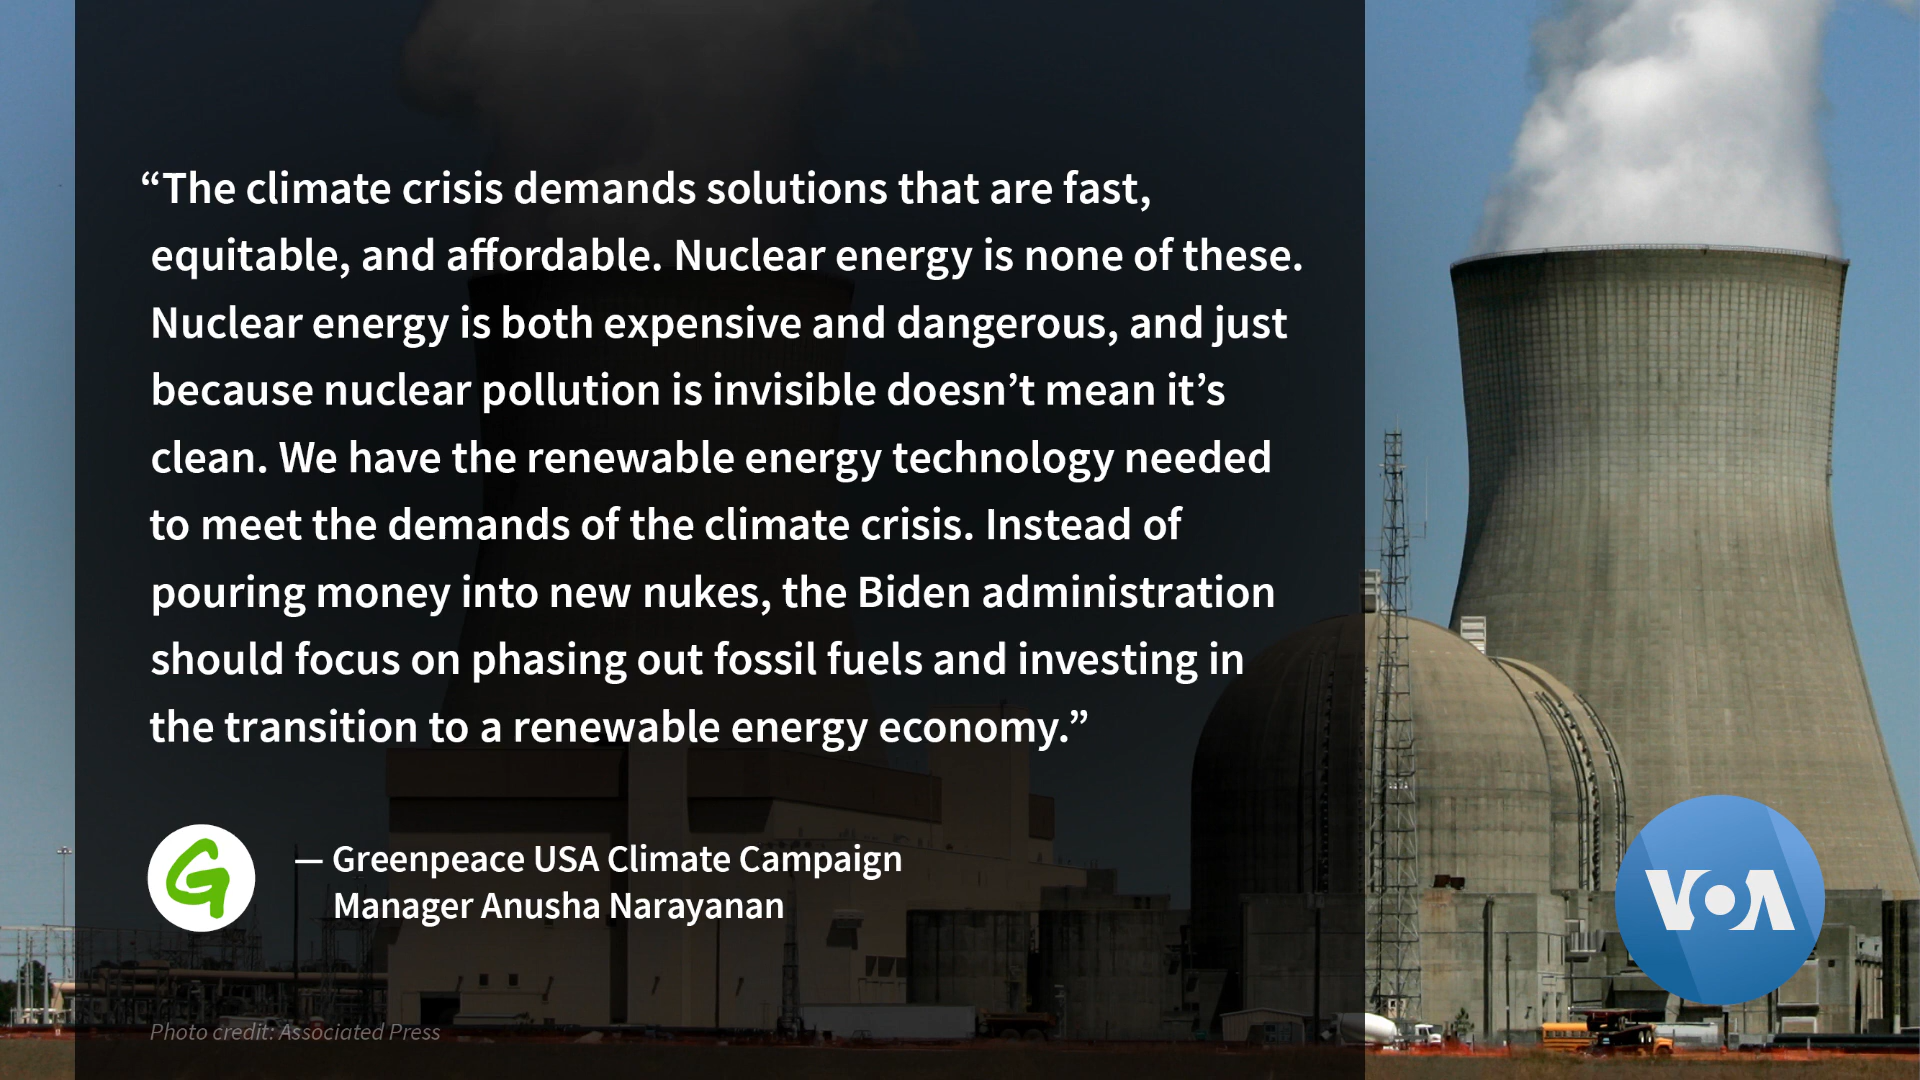 “The climate crisis demands solutions that are fast,
equitable, and affordable. Nuclear energy is none of these.
Nuclear energy is both expensive and dangerous, and just
because nuclear pollution is invisible doesn’t mean it’s
clean. We have the renewable energy technology needed
to meet the demands of the climate crisis. Instead of
pouring money into new nukes, the Biden administration
should focus on phasing out fossil fuels and investing in
the transition to a renewable energy economy.”
G
— Greenpeace USA Climate Campaign
Manager Anusha Narayanan
VOA
Photo credit: Associated Press